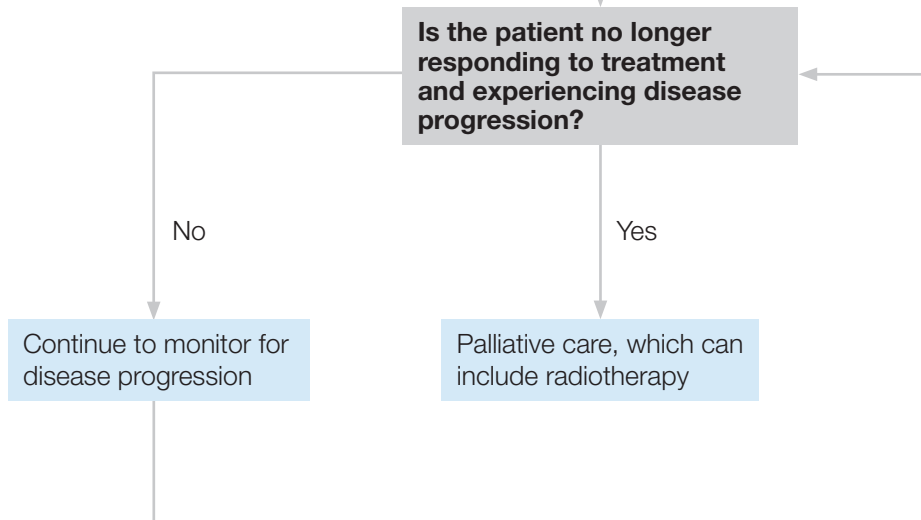 Is the patient no longer
responding to treatment
and experiencing disease
progression?
No
Yes
Continue to monitor for
disease progression
Palliative care, which can
include radiotherapy